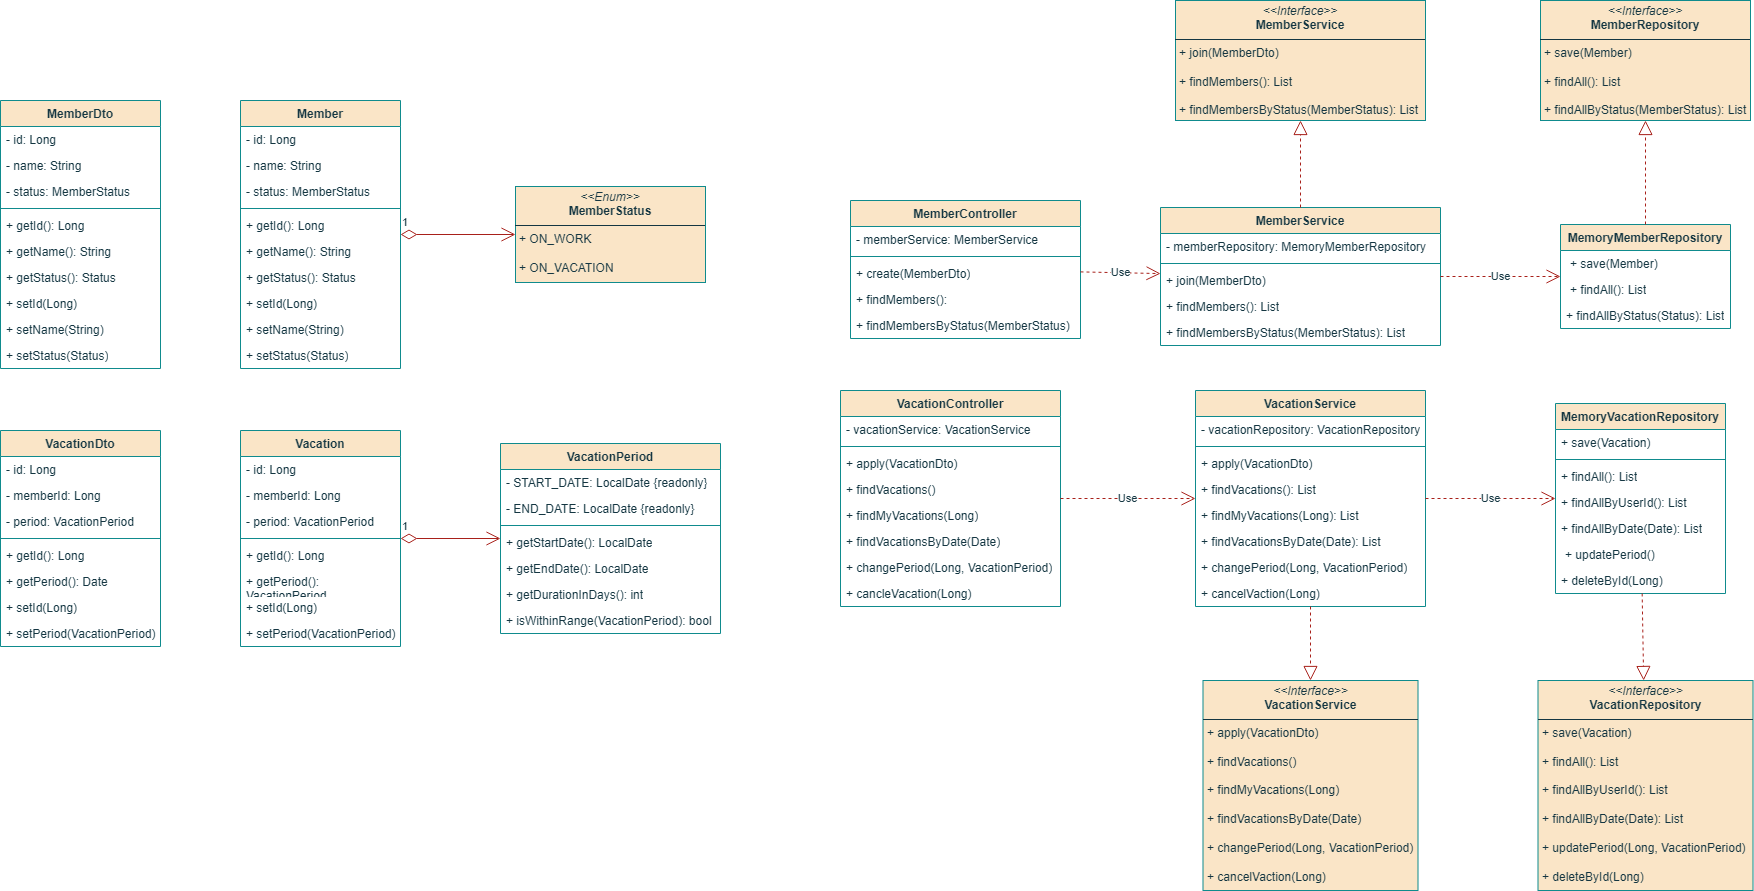 MemberDto
- id: Long
- name: String
- status: MemberStatus
+ getId(): Long
+ getName(): String
+ getStatus(): Status
+ setId(Long)
+ setName(String)
+ setStatus(Status)
Member
- id: Long
- name: String
- status: MemberStatus
+ getId(): Long
+ getName(): String
+ getStatus(): Status
+ setId(Long)
+ setName(String)
+ setStatus(Status)
1
<<Enum>>
MemberStatus
+ ON_WORK
+ ON_VACATION
VacationDto
- id: Long
- memberId: Long
- period: VacationPeriod
+ getId(): Long
+ getPeriod(): Date
+ setId(Long)
+ setPeriod(VacationPeriod)
Vacation
- id: Long
- memberId: Long
- period: VacationPeriod
+ getId(): Long
+ getPeriod():
VacationPeriod
+ setId(Long)
+ setPeriod(VacationPeriod)
1
VacationPeriod
- START_DATE: LocalDate {readonly}
- END_DATE: LocalDate {readonly}
+ getStartDate(): LocalDate
+ getEndDate(): LocalDate
+ getDurationInDays(): int
+ isWithinRange(VacationPeriod): bool
<<Interface>>
MemberService
+ join(MemberDto)
+ findMembers(): List
+ findMembersByStatus(MemberStatus): List
<<Interface>>
MemberRepository
+ save(Member)
+ findAll(): List
+ findAllByStatus(MemberStatus): List
MemberController
- memberService: MemberService
+ create(MemberDto)
+ findMembers():
+ findMembersByStatus(MemberStatus)
Use
MemberService
- memberRepository: MemoryMemberRepository
+ join(MemberDto)
+ findMembers(): List
+ findMembersByStatus(MemberStatus): List
Use
MemoryMemberRepository
+ save(Member)
+ findAll(): List
+ findAllByStatus(Status): List
VacationController
- vacationService: VacationService
+ apply(VacationDto)
+ findVacations()
+ findMyVacations(Long)
+ findVacationsByDate(Date)
+ changePeriod(Long, VacationPeriod)
+ cancleVacation(Long)
Use
VacationService
- vacationRepository: VacationRepository
+ apply(VacationDto)
+ findVacations(): List
+ findMyVacations(Long): List
+ findVacationsByDate(Date): List
+ changePeriod(Long, VacationPeriod)
+ cancelVaction(Long)
Use
MemoryVacationRepository
+ save(Vacation)
+ findAll(): List
+ findAllByUserId(): List
+ findAllByDate(Date): List
+ updatePeriod()
+ deleteById(Long)
<<Interface>>
VacationService
+ apply(VacationDto)
+ findVacations()
+ findMyVacations(Long)
+ findVacationsByDate(Date)
+ changePeriod(Long, VacationPeriod)
+ cancelVaction(Long)
<<Interface>>
VacationRepository
+ save(Vacation)
+ findAll(): List
+ findAllByUserId(): List
+ findAllByDate(Date): List
+ updatePeriod(Long, VacationPeriod)
+ deleteById(Long)